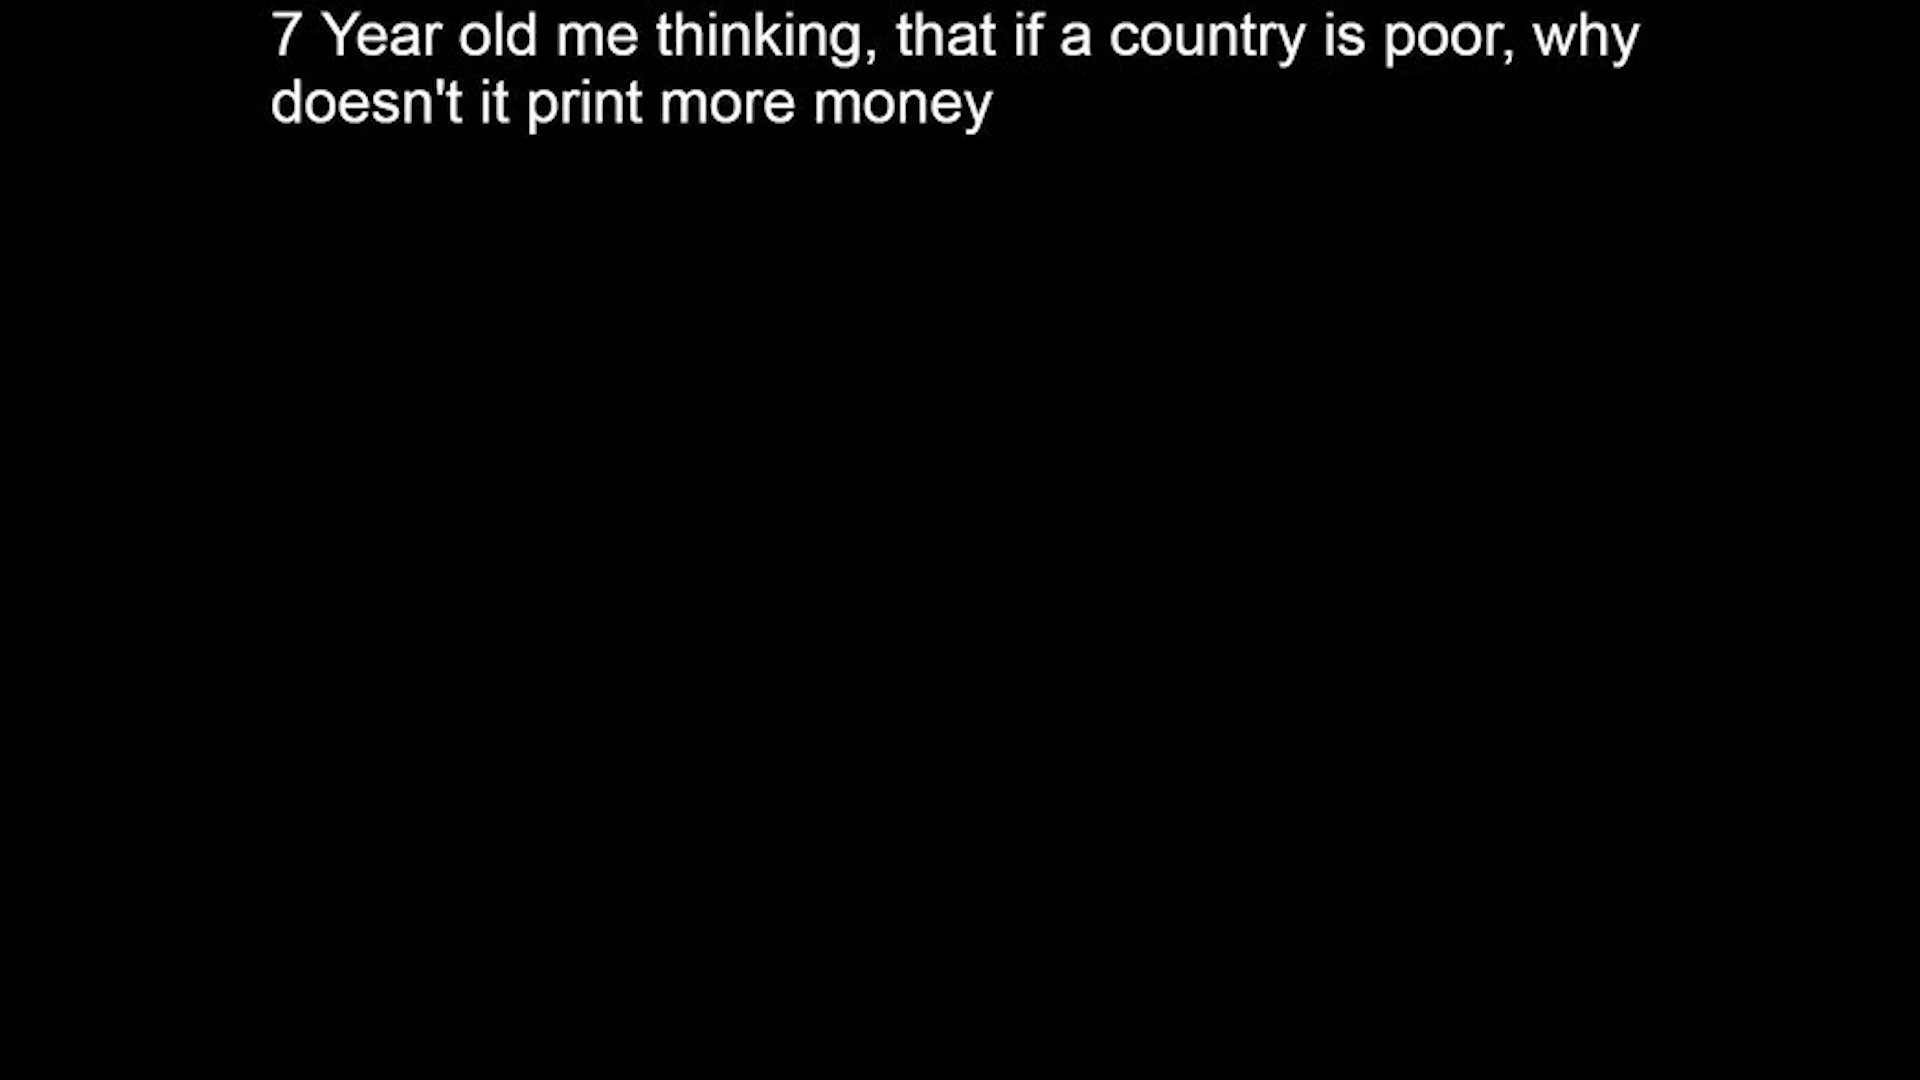 7 Year old me thinking, that if a country is poor, why
doesn't it print more money